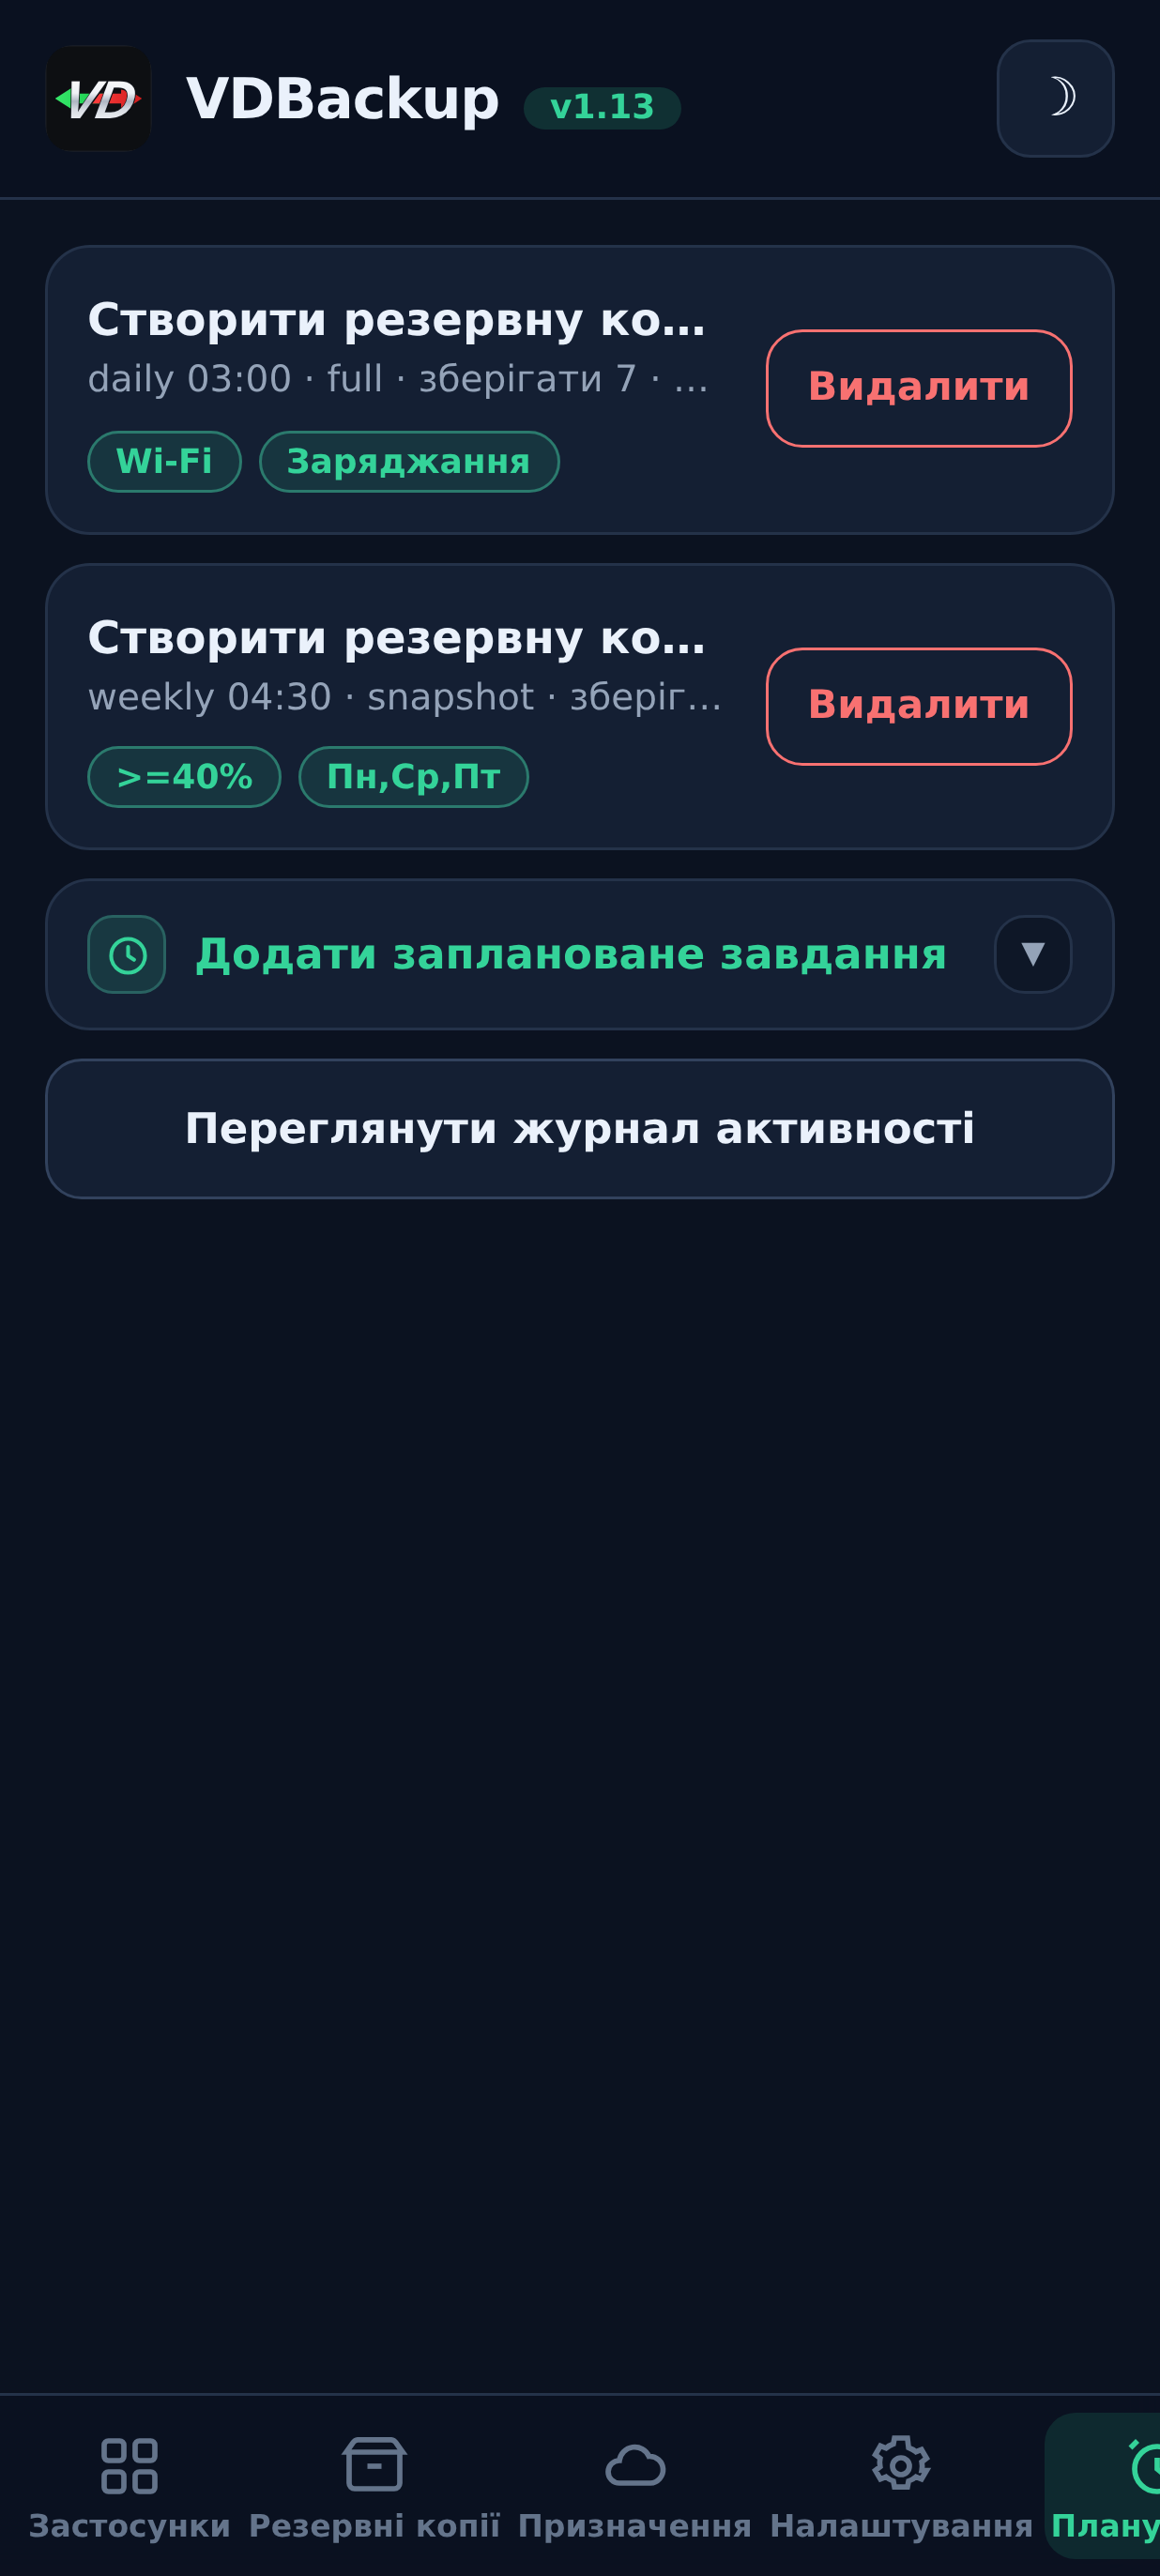 VD
VDBackup v1.13
Створити резервну ко...
daily 03:00 · full · зберігати 7 · ...
Wi-Fi Заряджання
Видалити
Створити резервну ко...
weekly 04:30 · snapshot · зберіг...
>=40% Пн,Ср,Пт
Видалити
Додати заплановане завдання
Переглянути журнал активності
Застосунки Резервні копії Призначення Налаштування Плану